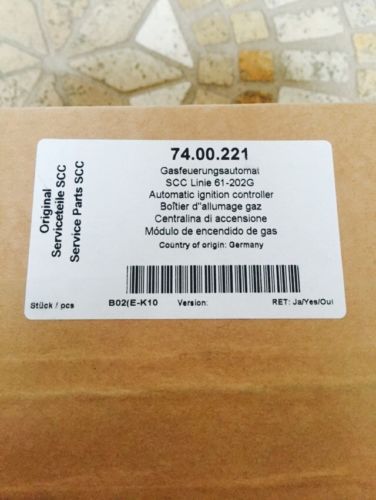 Original
Serviceteile SCC
Service Parts SCC
74.00.221
Gasfeuerungsautomat
SCC Linie 61-202G
Automatic ignition controller
Boîtier d"allumage gaz
Centralina di accensione
Módulo de encendido de gas
Country of origin: Germany
Stück / pcs B02(E-K10 Version: RET: Ja/Yes/Oui